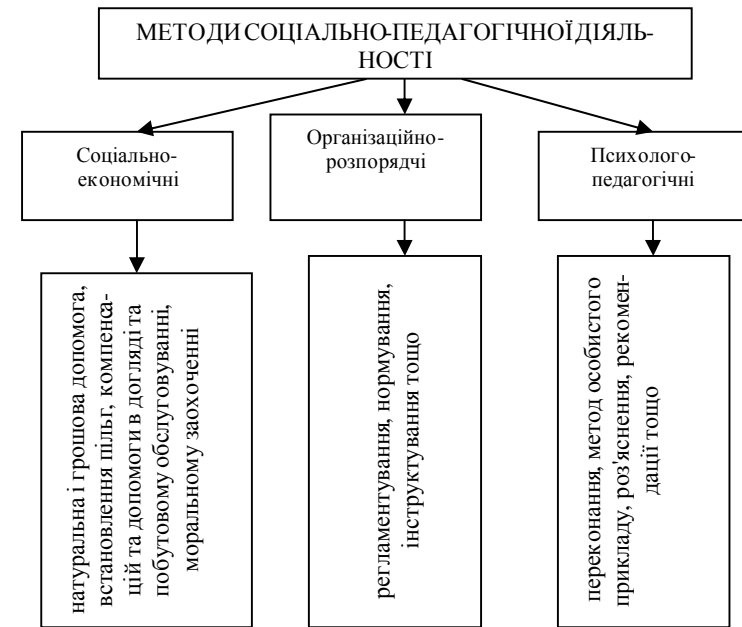 МЕТОДИ СОЦІАЛЬНО-ПЕДАГОГІЧНОЇ ДІЯЛЬ-
НОСТІ
Соціально-
економічні
Організаційно-
розпорядчі
Психолого-
педагогічні
натуральна і грошова допомога,
встановлення пільг, компенса-
цій та допомоги в догляді та
побутовому обслуговуванні,
моральному заохоченні
регламентування, нормування,
інструктування тощо
переконання, метод особистого
прикладу, роз'яснення, рекомен-
дації тощо